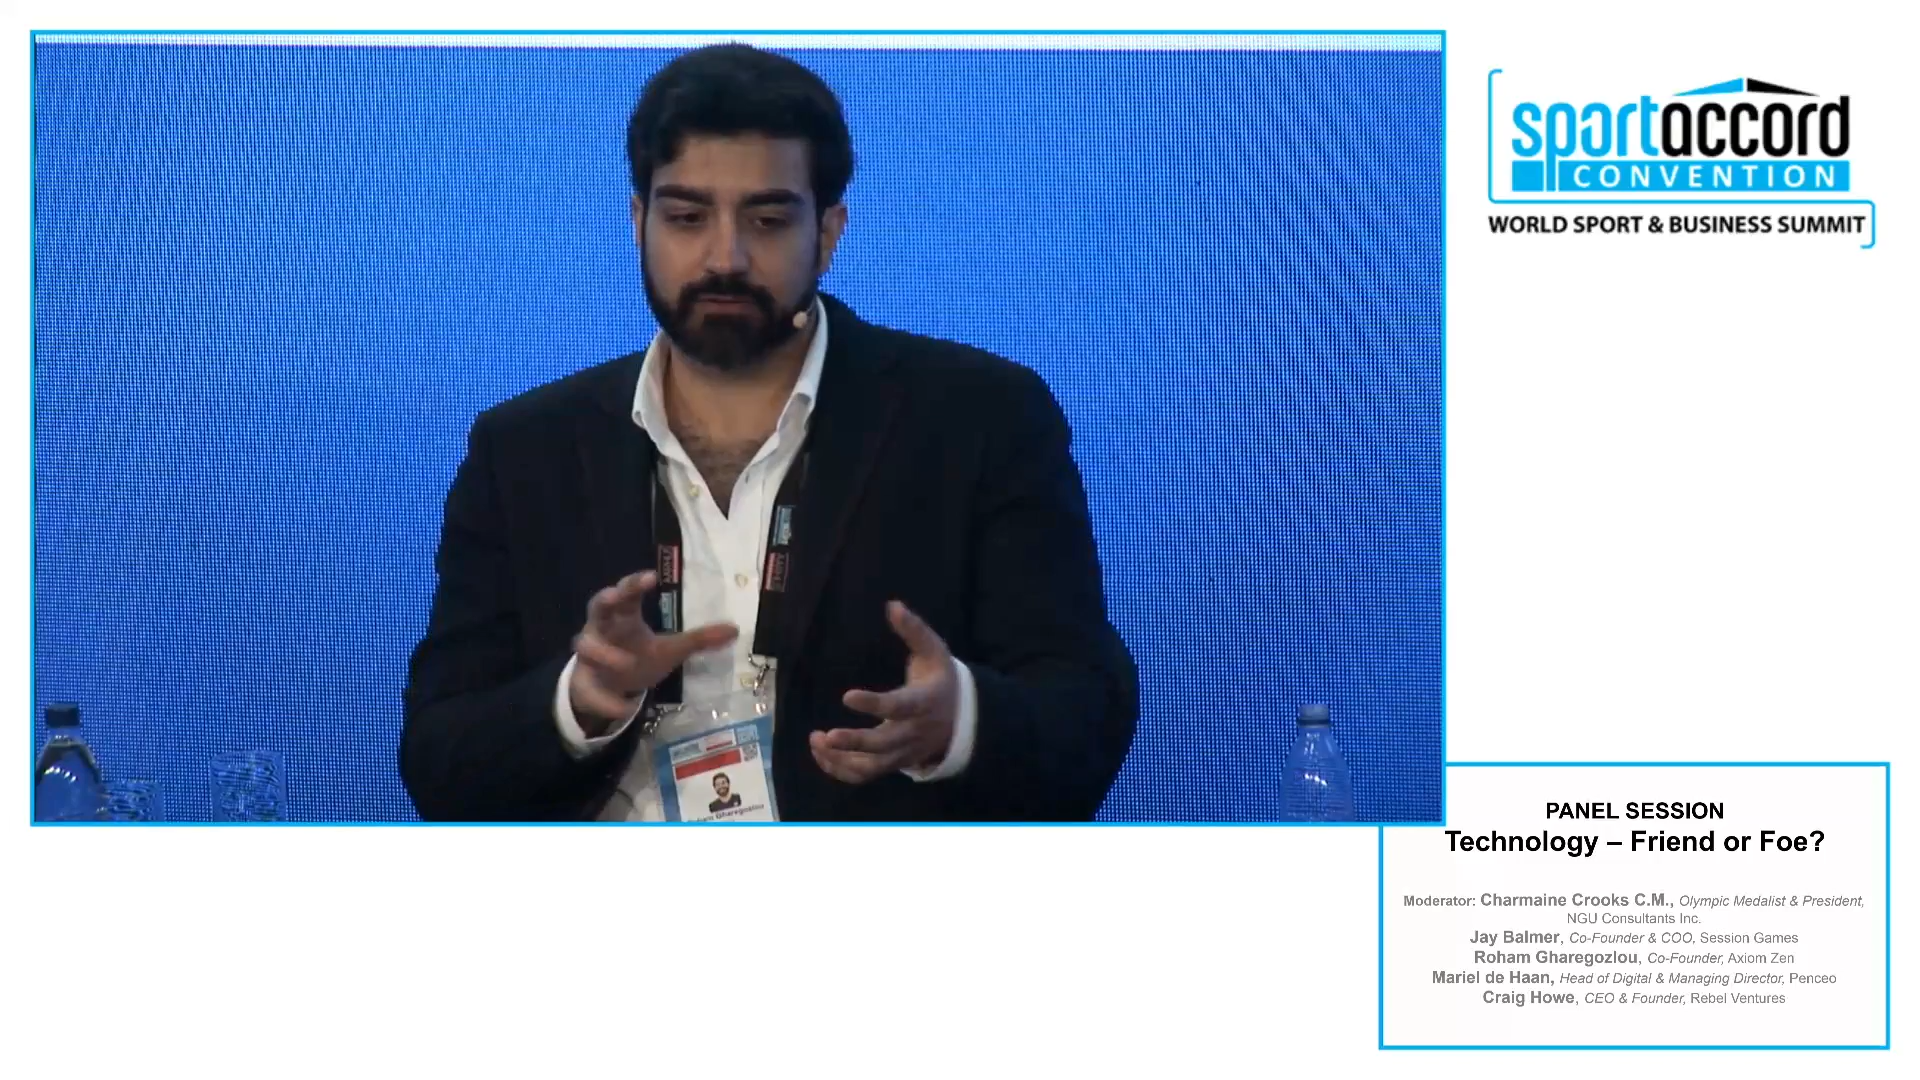 sportaccord
CONVENTION
WORLD SPORT & BUSINESS SUMMIT
Roham Gharegozlou
PANEL SESSION
Technology – Friend or Foe?
Moderator: Charmaine Crooks C.M., Olympic Medalist & President,
NGU Consultants Inc.
Jay Balmer, Co-Founder & COO, Session Games
Roham Gharegozlou, Co-Founder, Axiom Zen
Mariel de Haan, Head of Digital & Managing Director, Penceo
Craig Howe, CEO & Founder, Rebel Ventures